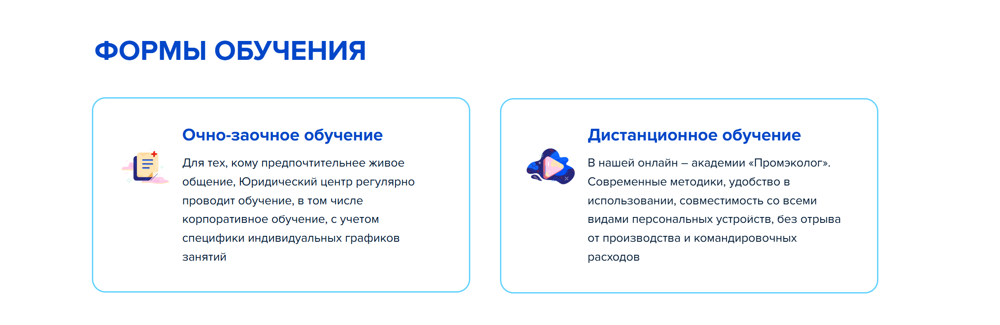 ФОРМЫ ОБУЧЕНИЯ
Очно-заочное обучение
Для тех, кому предпочтительнее живое
общение, Юридический центр регулярно
проводит обучение, в том числе
корпоративное обучение, с учетом
специфики индивидуальных графиков
занятий
Дистанционное обучение
В нашей онлайн – академии «Промэколог».
Современные методики, удобство в
использовании, совместимость со всеми
видами персональных устройств, без отрыва
от производства и командировочных
расходов